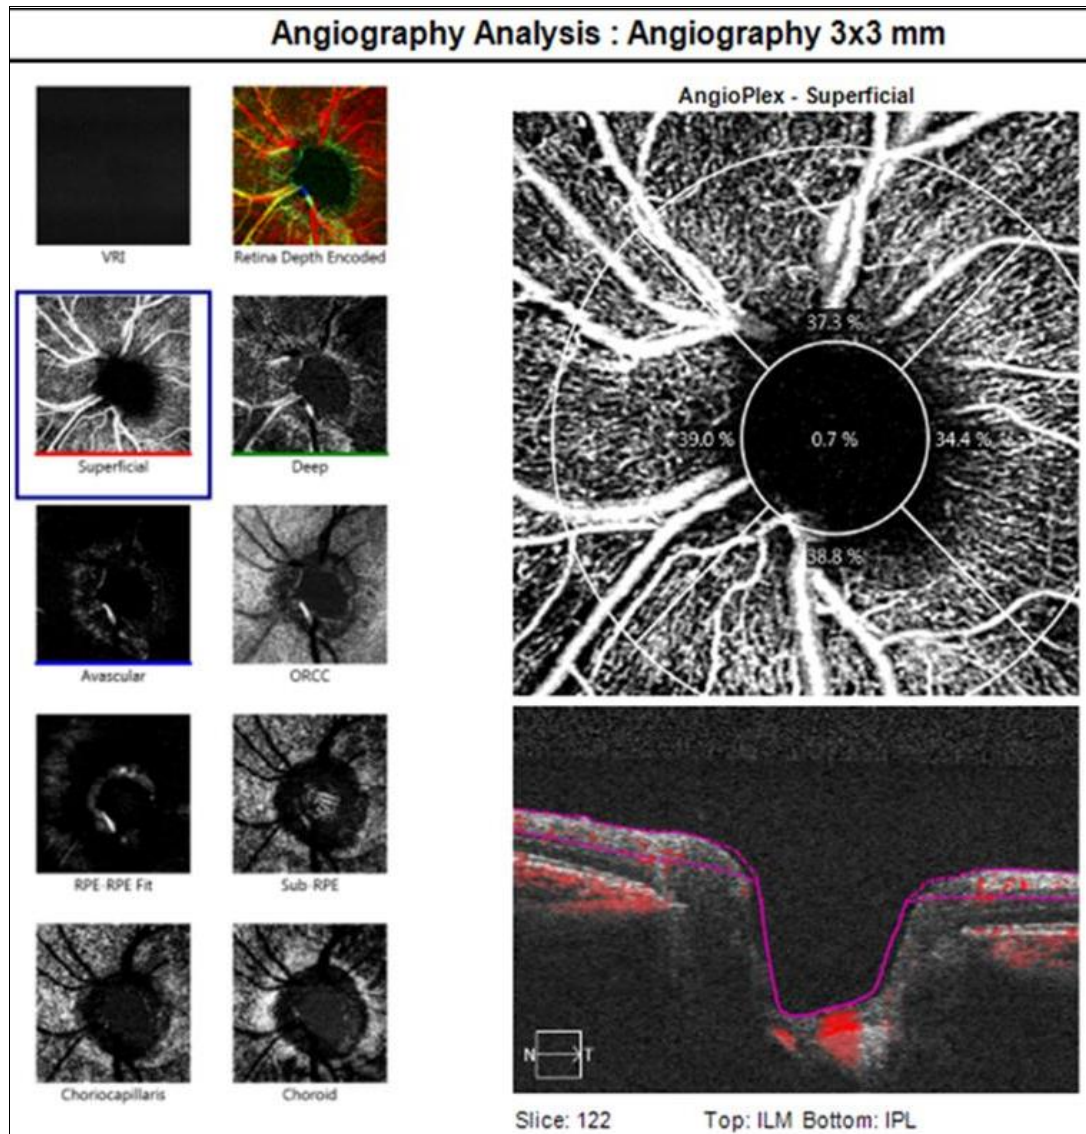 Angiography Analysis : Angiography 3x3 mm
VRI
Retina Depth Encoded
Superficial
Deep
Avascular
ORCC
RPE-RPE Fit
Sub-RPE
Choriocapillaris
Choroid
AngioPlex - Superficial
37.3 %
39.0 %
0.7 %
34.4 %
38.8 %
N T
Slice: 122 Top: ILM Bottom: IPL